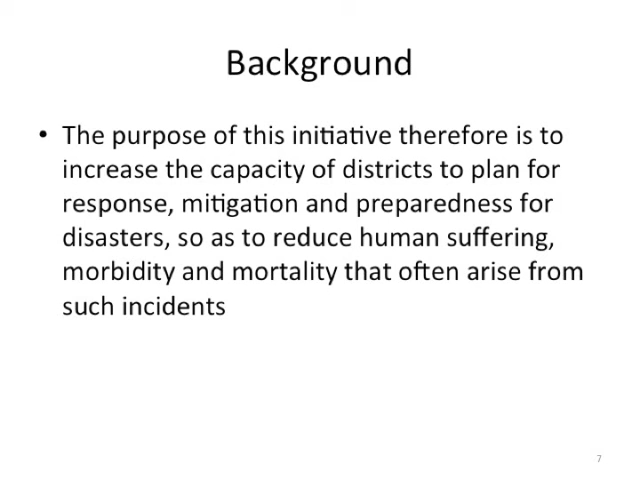 Background
• The purpose of this initiative therefore is to
increase the capacity of districts to plan for
response, mitigation and preparedness for
disasters, so as to reduce human suffering,
morbidity and mortality that often arise from
such incidents
7